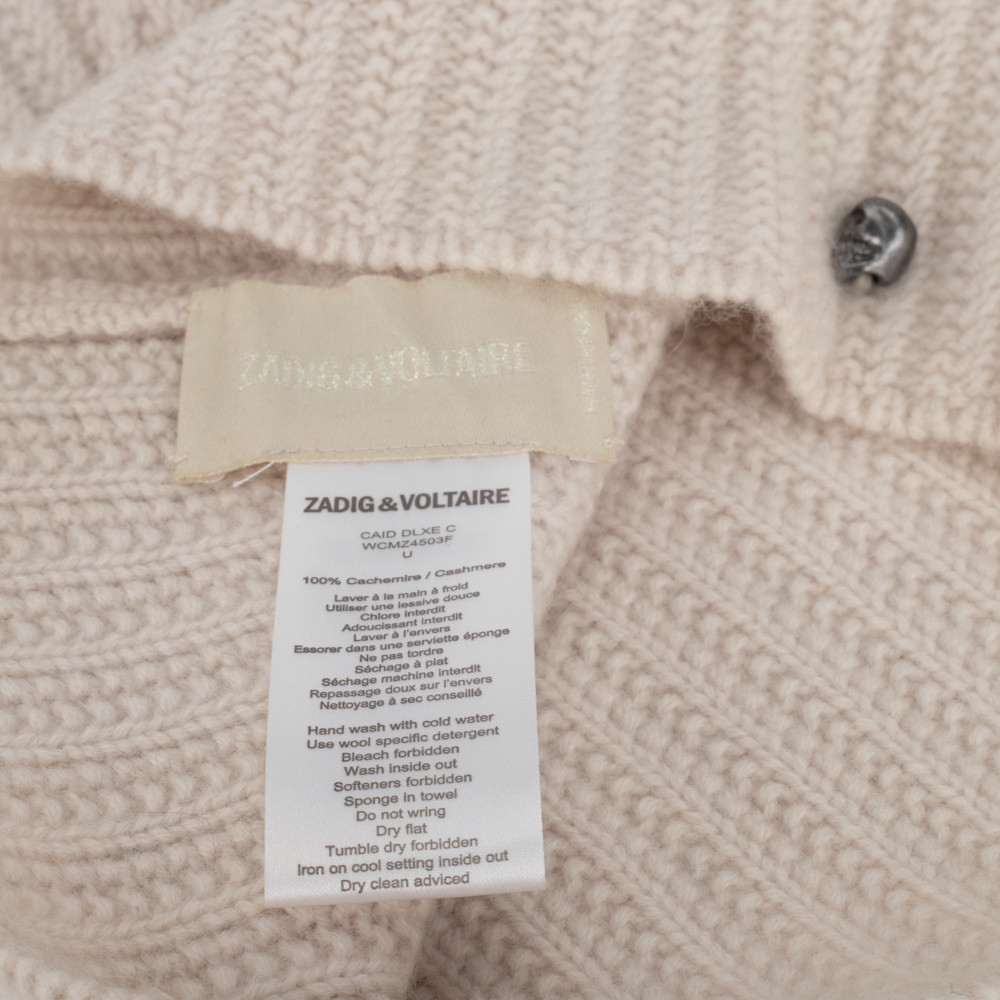 ZADIG & VOLTAIRE
ZADIG & VOLTAIRE
CAID DLXE C
WCMZ4503F
U
100% Cachemire / Cashmere
Laver à la main à froid
Utiliser une lessive douce
Chlore interdit
Adoucissant interdit
Laver à l'envers
Essorer dans une serviette éponge
Ne pas tordre
Séchage à plat
Séchage machine interdit
Repassage doux sur l'envers
Nettoyage à sec conseillé
Hand wash with cold water
Use wool specific detergent
Bleach forbidden
Wash inside out
Softeners forbidden
Sponge in towel
Do not wring
Dry flat
Tumble dry forbidden
Iron on cool setting inside out
Dry clean adviced